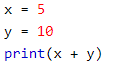 x = 5
y = 10
print(x + y)